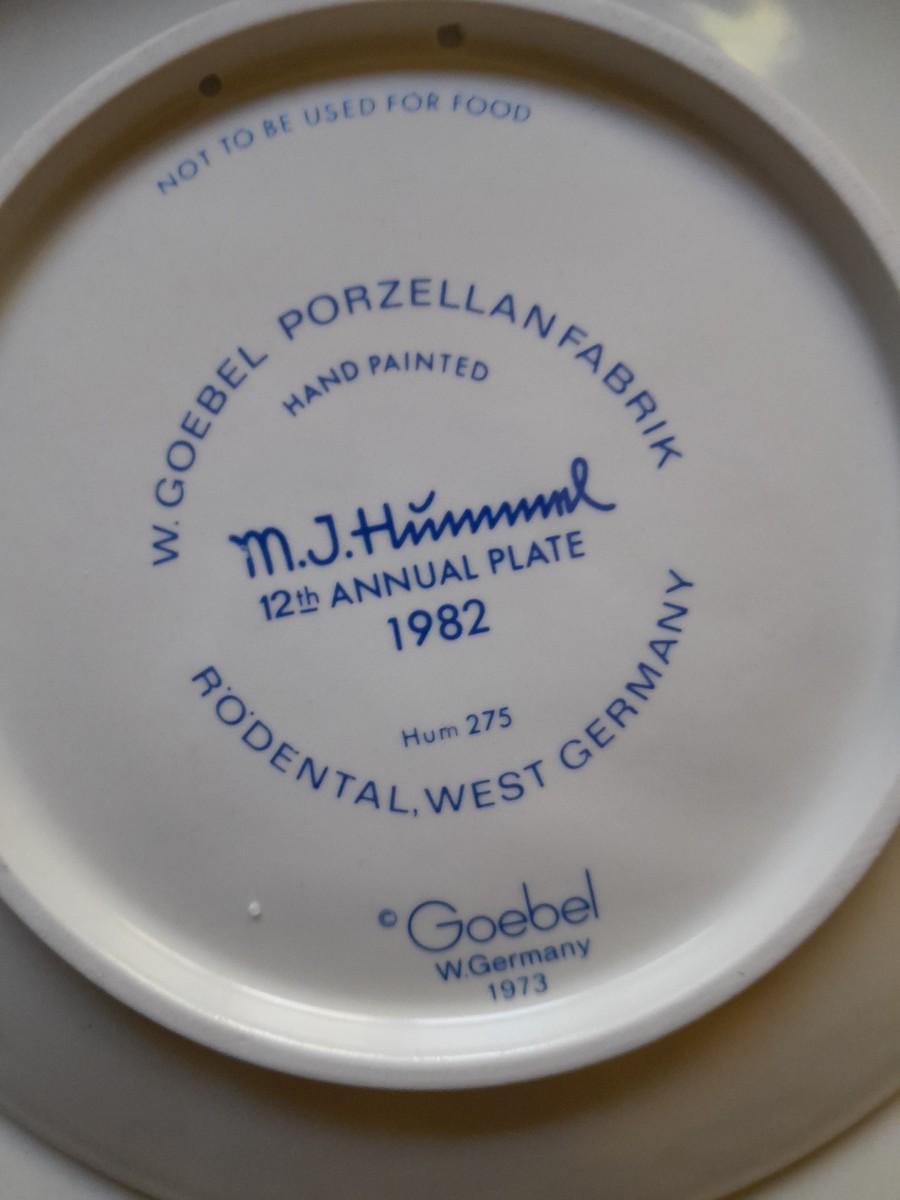 NOT TO BE USED FOR FOOD
W. GOEBEL PORZELLANFABRIK
HAND PAINTED
M.J.Hummel
12th ANNUAL PLATE
1982
Hum 275
RÖDENTAL, WEST GERMANY
© Goebel
W.Germany
1973